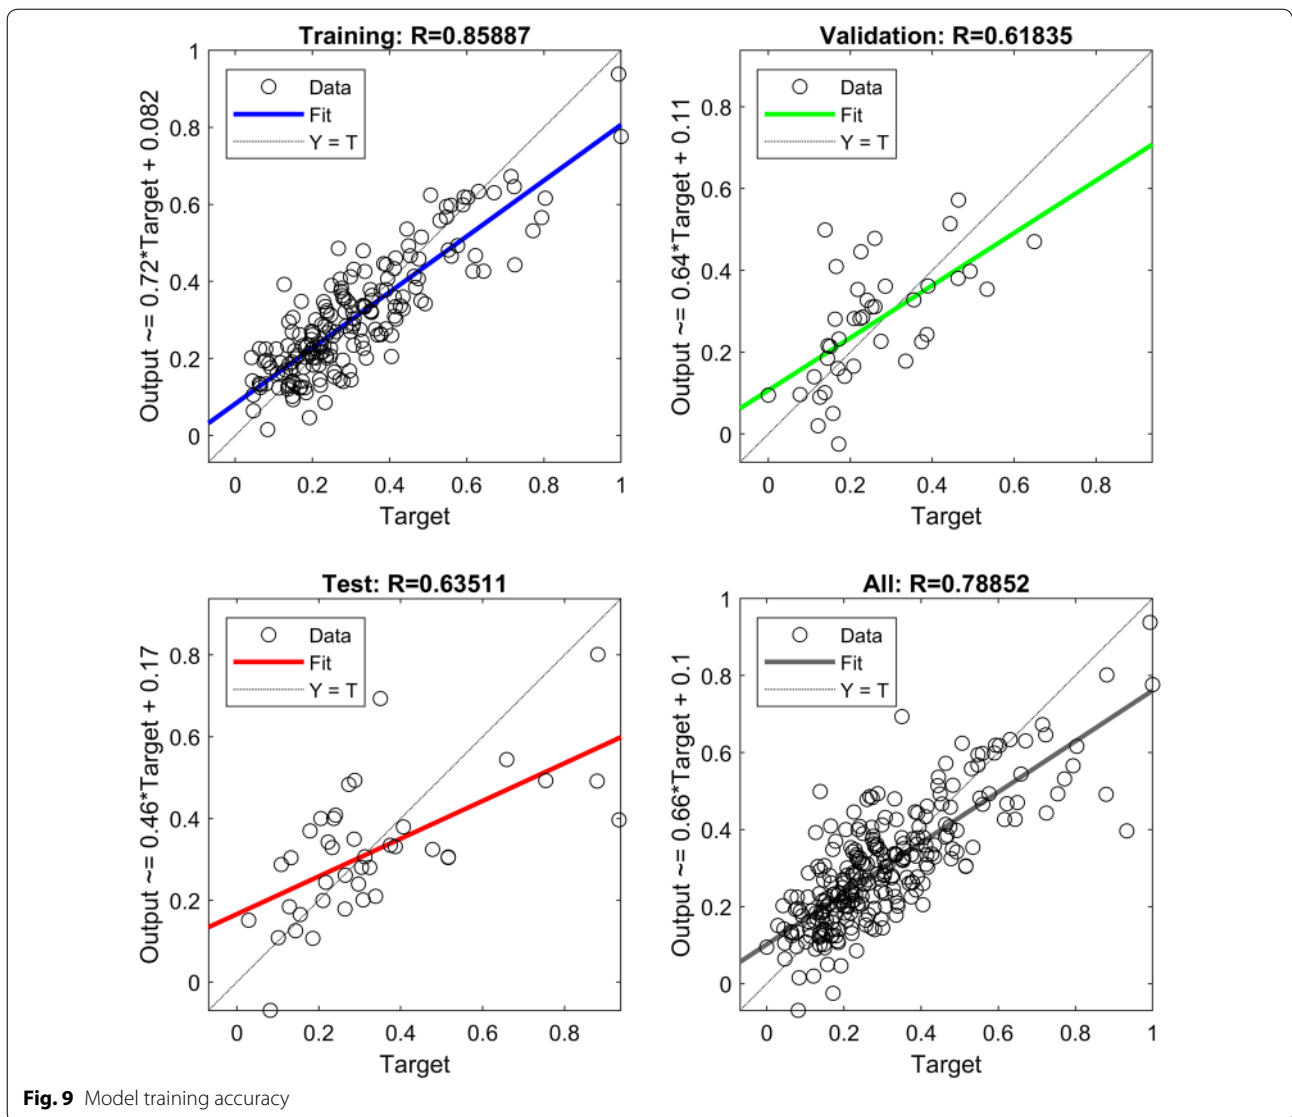 Training: R=0.85887
Output ~= 0.72*Target + 0.082
Data
Fit
Y = T
1
0.8
0.6
0.4
0.2
0
0 0.2 0.4 0.6 0.8 1
Target
Validation: R=0.61835
Output ~= 0.64*Target + 0.11
Data
Fit
Y = T
0.8
0.6
0.4
0.2
0
0 0.2 0.4 0.6 0.8
Target
Test: R=0.63511
Output ~= 0.46*Target + 0.17
Data
Fit
Y = T
0.8
0.6
0.4
0.2
0
0 0.2 0.4 0.6 0.8
Target
All: R=0.78852
Output ~= 0.66*Target + 0.1
Data
Fit
Y = T
1
0.8
0.6
0.4
0.2
0
0 0.2 0.4 0.6 0.8 1
Target
Fig. 9 Model training accuracy